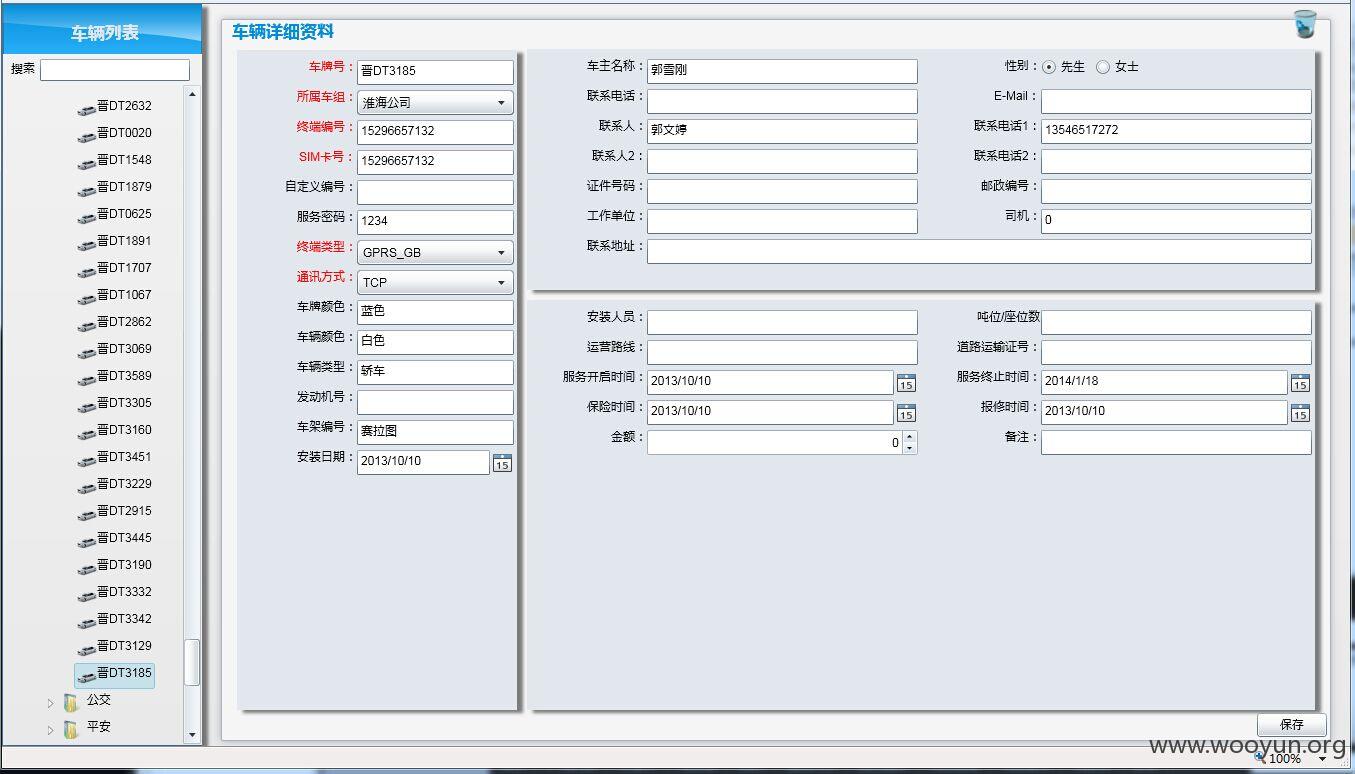 车辆列表
搜索
晋DT2632
晋DT0020
晋DT1548
晋DT1879
晋DT0625
晋DT1891
晋DT1707
晋DT1067
晋DT2862
晋DT3069
晋DT3589
晋DT3305
晋DT3160
晋DT3451
晋DT3229
晋DT2915
晋DT3445
晋DT3190
晋DT3332
晋DT3342
晋DT3129
晋DT3185
公交
平安
车辆详细资料
车牌号： 晋DT3185
所属车组： 淮海公司
终端编号： 15296657132
SIM卡号： 15296657132
自定义编号：
服务密码： 1234
终端类型： GPRS_GB
通讯方式： TCP
车牌颜色： 蓝色
车辆颜色： 白色
车辆类型： 轿车
发动机号：
车架编号： 赛拉图
安装日期： 2013/10/10 15
车主名称： 郭雪刚 性别： 先生 女士
联系电话： E-Mail：
联系人： 郭文婷 联系电话1： 13546517272
联系人2： 联系电话2：
证件号码： 邮政编号：
工作单位： 司机： 0
联系地址：
安装人员： 吨位/座位数
运营路线： 道路运输证号：
服务开启时间： 2013/10/10 15 服务终止时间： 2014/1/18 15
保险时间： 2013/10/10 15 报修时间： 2013/10/10 15
金额： 0 备注：
保存
www.wooyun.org
100%